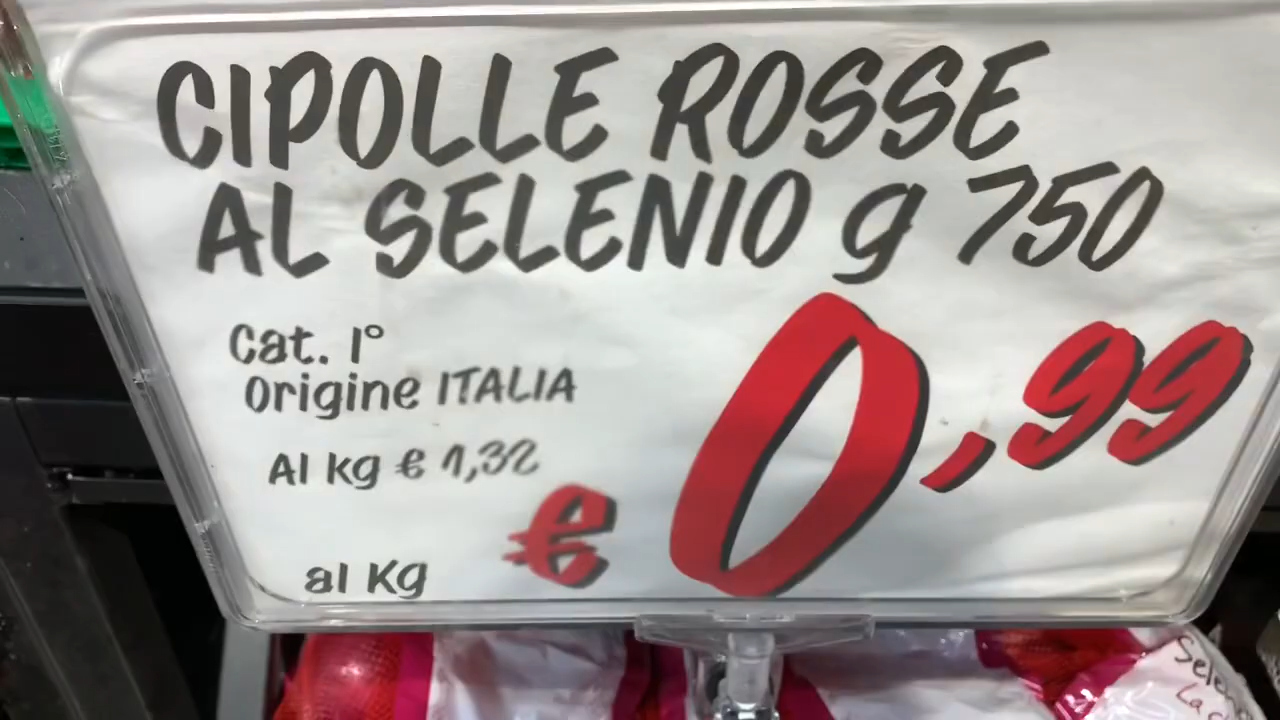 CIPOLLE ROSSE
AL SELENIO g 750
Cat. I°
Origine ITALIA
Al kg € 1,32
€ 0,99
al Kg